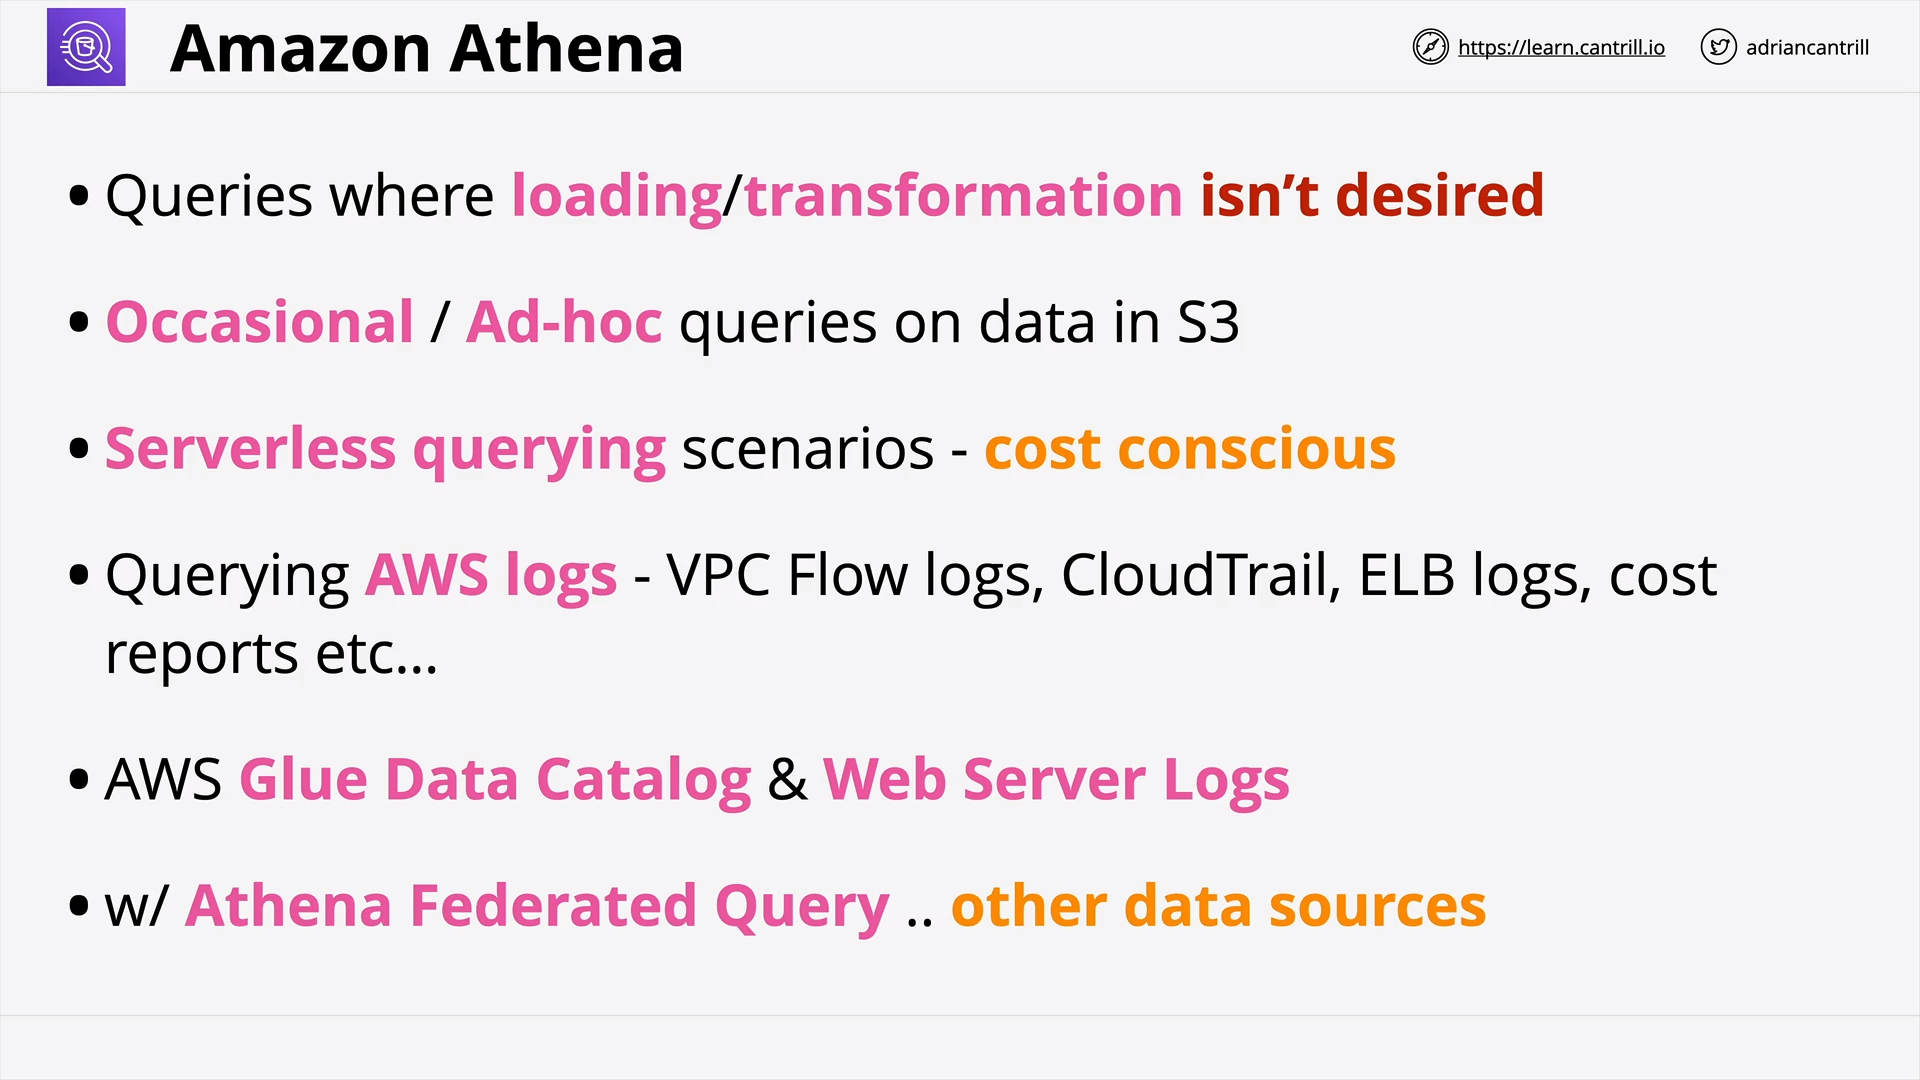 Amazon Athena
https://learn.cantrill.io
adriancantrill
• Queries where loading/transformation isn’t desired
• Occasional / Ad-hoc queries on data in S3
• Serverless querying scenarios - cost conscious
• Querying AWS logs - VPC Flow logs, CloudTrail, ELB logs, cost
reports etc...
• AWS Glue Data Catalog & Web Server Logs
• w/ Athena Federated Query .. other data sources